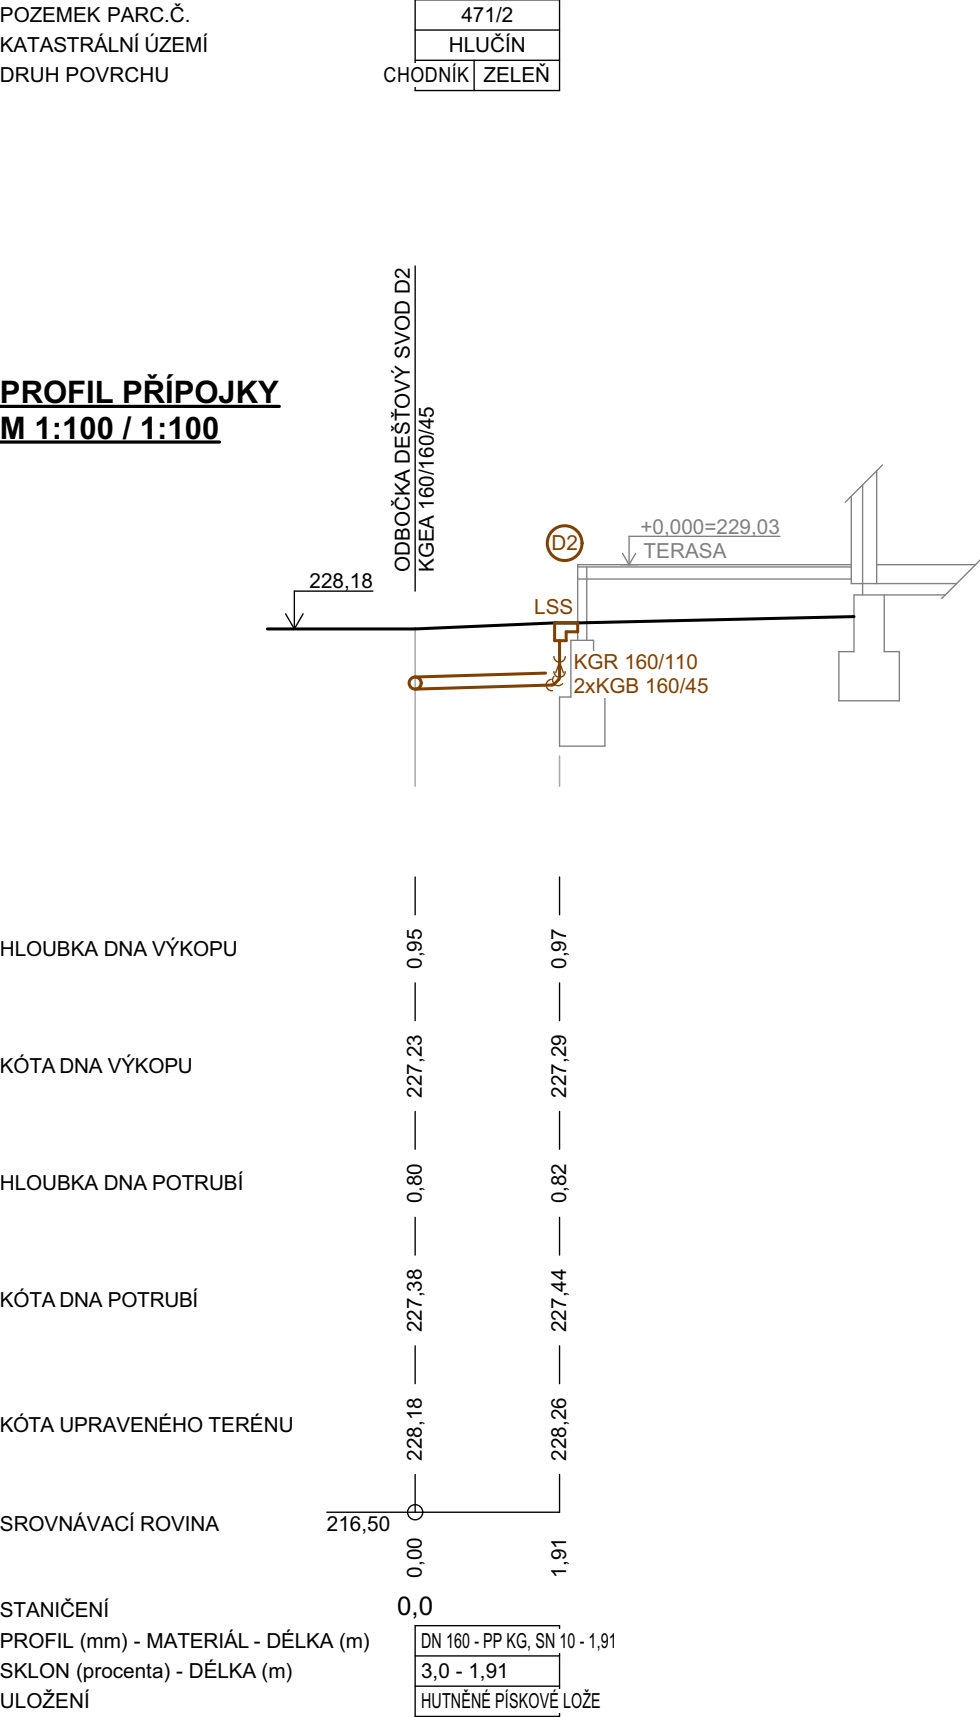 POZEMEK PARC.Č. 471/2
KATASTRÁLNÍ ÚZEMÍ HLUČÍN
DRUH POVRCHU CHODNÍK ZELEŇ
ODBOČKA DEŠŤOVÝ SVOD D2
KGEA 160/160/45
PROFIL PŘÍPOJKY
M 1:100 / 1:100
D2
+0,000=229,03
TERASA
228,18
LSS
KGR 160/110
2xKGB 160/45
HLOUBKA DNA VÝKOPU 0,95 0,97
KÓTA DNA VÝKOPU 227,23 227,29
HLOUBKA DNA POTRUBÍ 0,80 0,82
KÓTA DNA POTRUBÍ 227,38 227,44
KÓTA UPRAVENÉHO TERÉNU 228,18 228,26
SROVNÁVACÍ ROVINA 216,50
0,00 1,91
STANIČENÍ 0,0
PROFIL (mm) - MATERIÁL - DÉLKA (m) DN 160 - PP KG, SN 10 - 1,91
SKLON (procenta) - DÉLKA (m) 3,0 - 1,91
ULOŽENÍ HUTNĚNÉ PÍSKOVÉ LOŽE